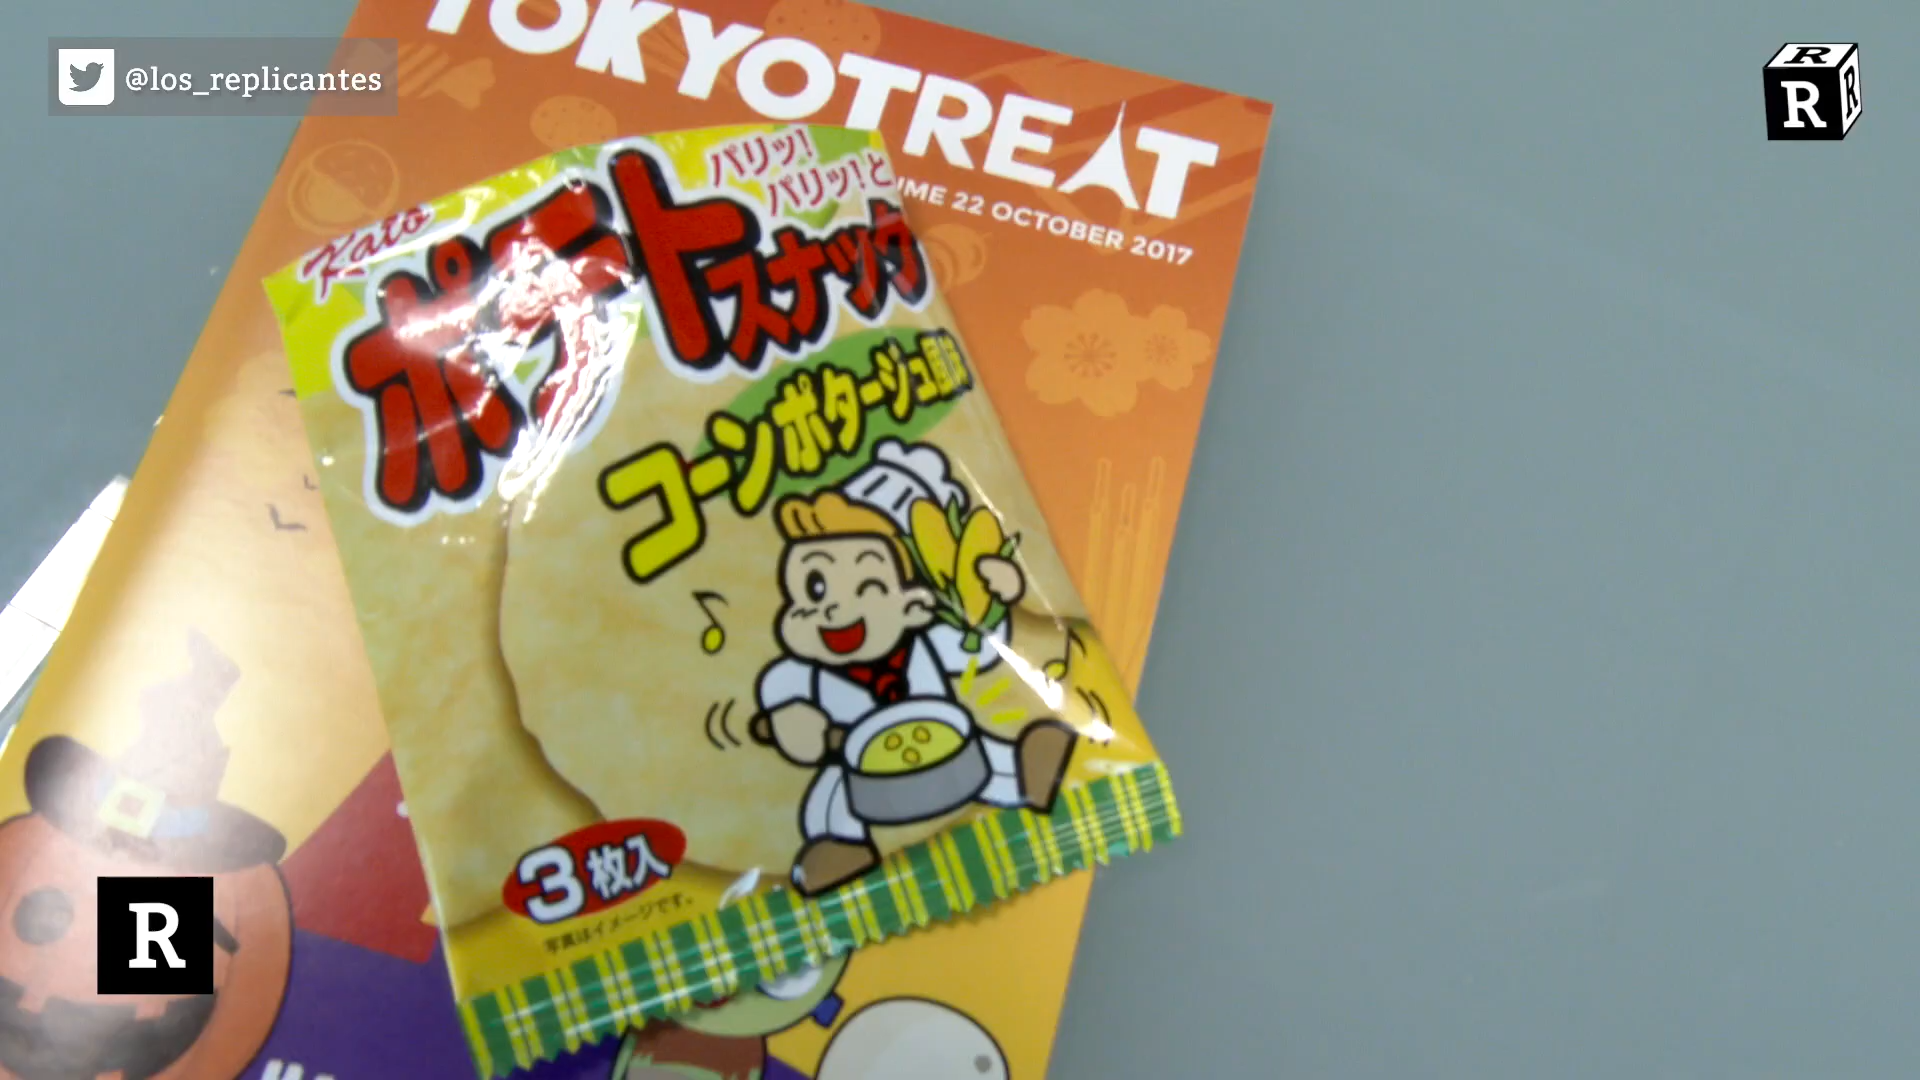 @los_replicantes
R
R
R
TOKYOTREAT
VOLUME 22 OCTOBER 2017
Kato
パリッ!
パリッ!と
ポテトスナック
コーンポタージュ風味
3枚入
写真はイメージです。
R